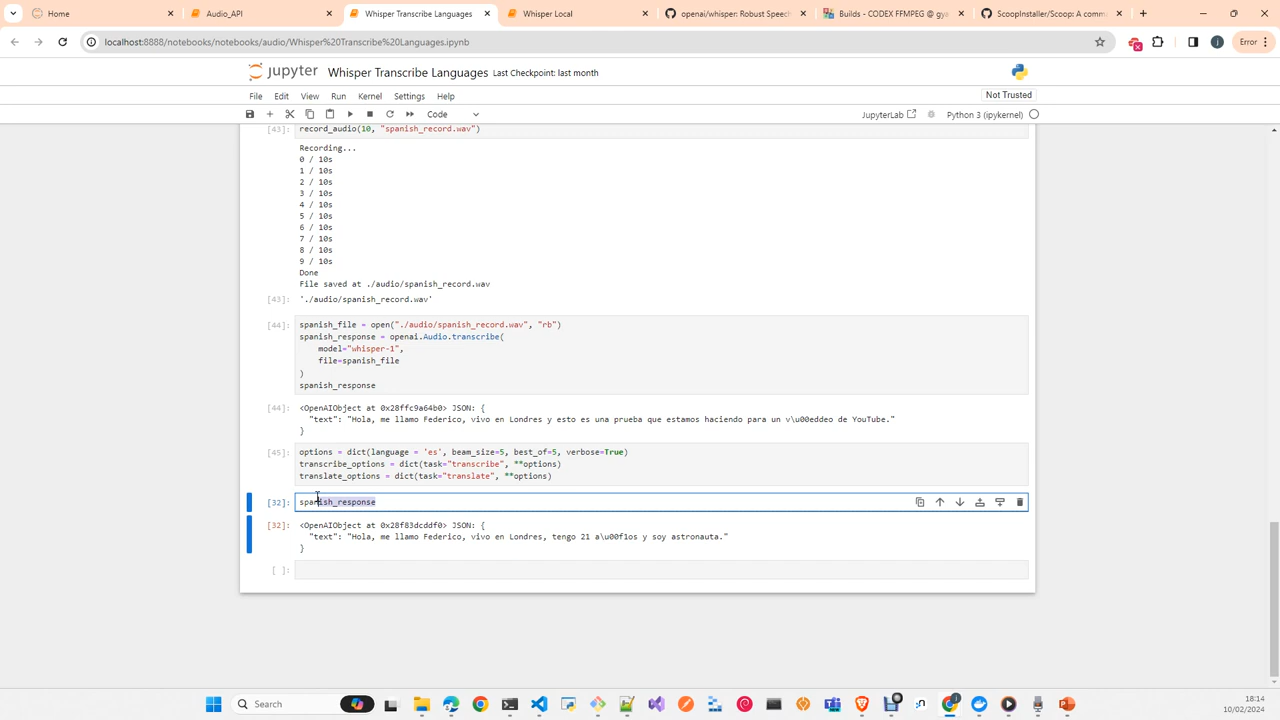 Home
Audio_API
Whisper Transcribe Languages
Whisper Local
openai/whisper: Robust Speech
Builds - CODEX FFMPEG @ gya
ScoopInstaller/Scoop: A comm
localhost:8888/notebooks/notebooks/audio/Whisper%20Transcribe%20Languages.ipynb
Error
jupyter Whisper Transcribe Languages Last Checkpoint: last month
File Edit View Run Kernel Settings Help
Not Trusted
Code
JupyterLab
Python 3 (ipykernel)
[43]: record_audio(10, "spanish_record.wav")
Recording...
0 / 10s
1 / 10s
2 / 10s
3 / 10s
4 / 10s
5 / 10s
6 / 10s
7 / 10s
8 / 10s
9 / 10s
Done
File saved at ./audio/spanish_record.wav
[43]: './audio/spanish_record.wav'
[44]: spanish_file = open("./audio/spanish_record.wav", "rb")
spanish_response = openai.Audio.transcribe(
model="whisper-1",
file=spanish_file
)
spanish_response
[44]: <OpenAIObject at 0x28ffc9a64b0> JSON: {
"text": "Hola, me llamo Federico, vivo en Londres y esto es una prueba que estamos haciendo para un v\u00eddeo de YouTube."
}
[45]: options = dict(language = 'es', beam_size=5, best_of=5, verbose=True)
transcribe_options = dict(task="transcribe", **options)
translate_options = dict(task="translate", **options)
[32]: spanish_response
[32]: <OpenAIObject at 0x28f83dcddf0> JSON: {
"text": "Hola, me llamo Federico, vivo en Londres, tengo 21 a\u00f1os y soy astronauta."
}
[ ]:
Search
18:14
10/02/2024